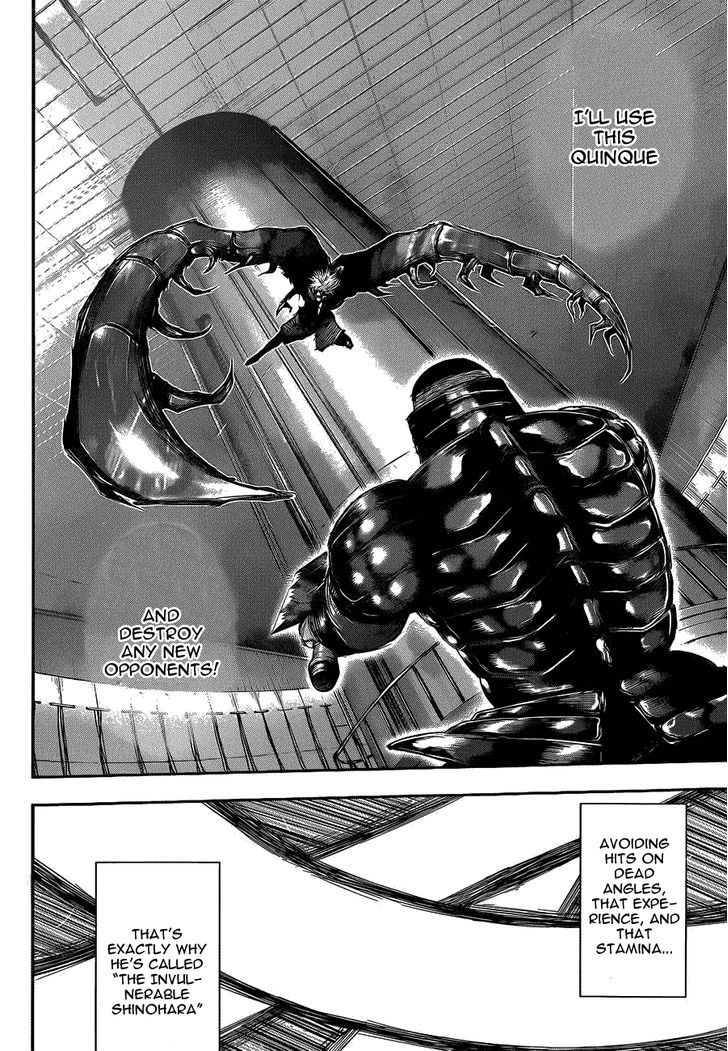 I'LL USE
THIS
QUINQUE
AND
DESTROY
ANY NEW
OPPONENTS!
AVOIDING
HITS ON
DEAD
ANGLES,
THAT EXPE-
RIENCE, AND
THAT
STAMINA...
THAT'S
EXACTLY WHY
HE'S CALLED
"THE INVUL-
NERABLE
SHINOHARA"